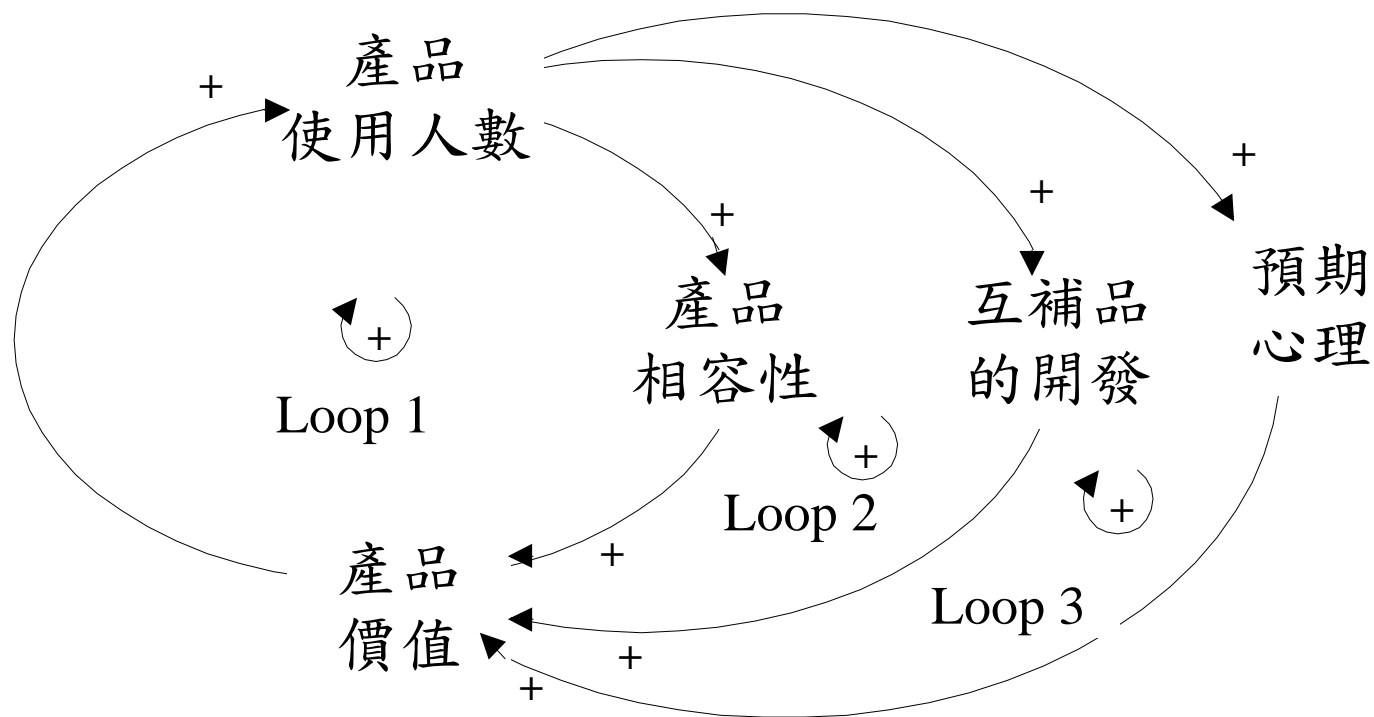 產品
使用人數
+
+
+
+
產品
相容性
互補品
的開發
預期
心理
+
Loop 1
+
Loop 2
+
Loop 3
產品
價值
+
+
+